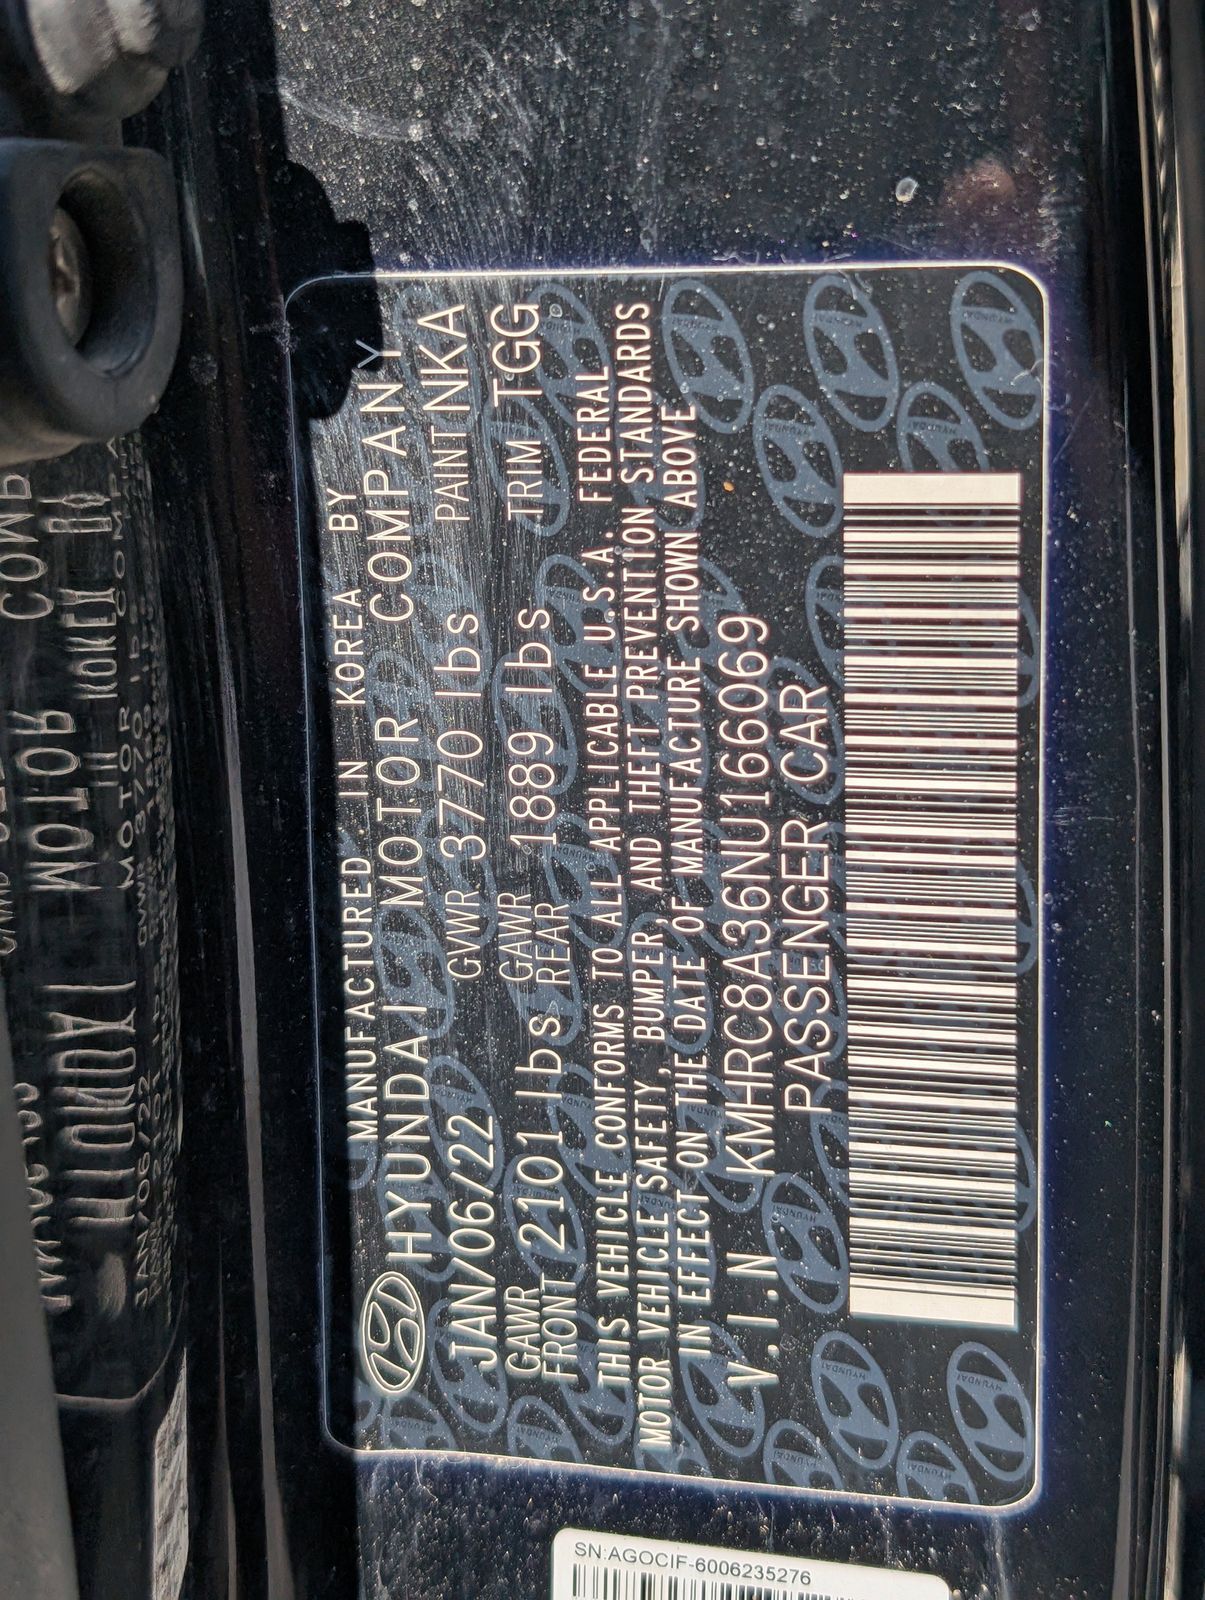 MANUFACTURED IN KOREA BY
HYUNDAI MOTOR COMPANY
JAN/06/22 GVWR 3770 lbs PAINT NKA
GAWR FRONT 2101 lbs GAWR REAR 1889 lbs TRIM TGG
THIS VEHICLE CONFORMS TO ALL APPLICABLE U.S.A. FEDERAL
MOTOR VEHICLE SAFETY, BUMPER, AND THEFT PREVENTION STANDARDS
IN EFFECT ON THE DATE OF MANUFACTURE SHOWN ABOVE
V.I.N KMHRC8A36NU166069
PASSENGER CAR
SN:AGOCIF-6006235276